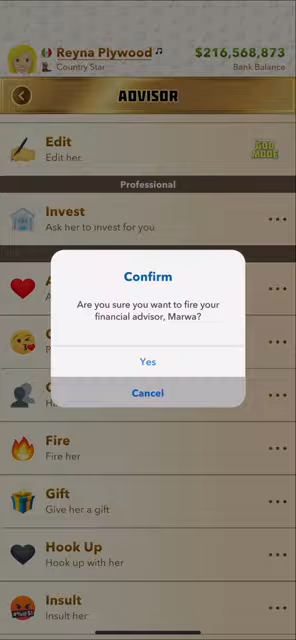 Reyna Plywood
Country Star
$216,568,873
Bank Balance
ADVISOR
Edit
Edit her.
GOD
MODE
Professional
Invest
Ask her to invest for you
Confirm
Are you sure you want to fire your
financial advisor, Marwa?
Yes
Cancel
Fire
Fire her
Gift
Give her a gift
Hook Up
Hook up with her
Insult
Insult her